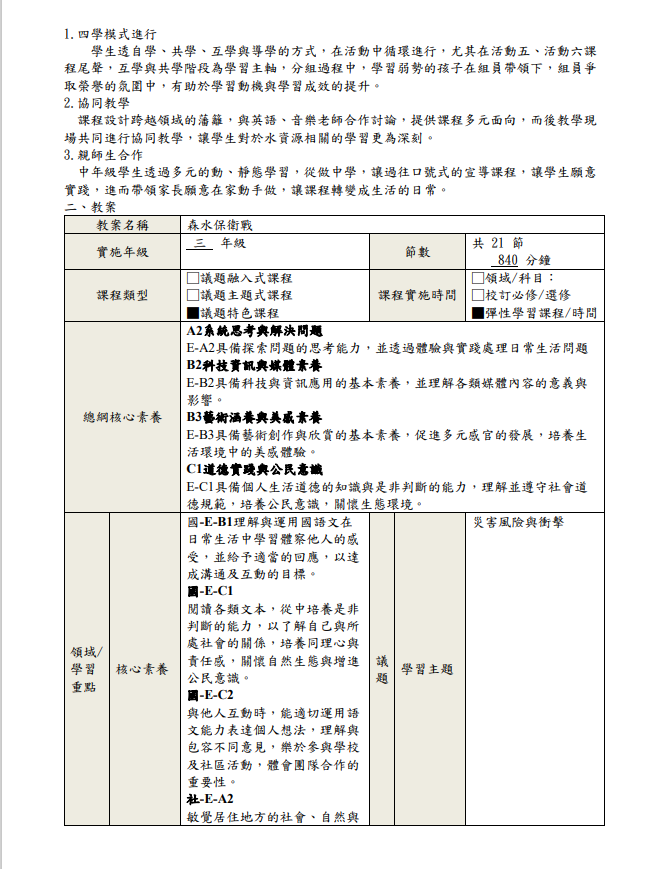 1.四學模式進行
學生透自學、共學、互學與導學的方式，在活動中循環進行，尤其在活動五、活動六課
程尾聲，互學與共學階段為學習主軸，分組過程中，學習弱勢的孩子在組員帶領下，組員爭
取榮譽的氛圍中，有助於學習動機與學習成效的提升。
2.協同教學
課程設計跨越領域的藩籬，與英語、音樂老師合作討論，提供課程多元面向，而後教學現
場共同進行協同教學，讓學生對於水資源相關的學習更為深刻。
3.親師生合作
中年級學生透過多元的動、靜態學習，從做中學，讓過往口號式的宣導課程，讓學生願意
實踐，進而帶領家長願意在家動手做，讓課程轉變成生活的日常。
二、教案
教案名稱
森水保衛戰
實施年級
三 年級
節數
共 21 節
840 分鐘
課程類型
□議題融入式課程
□議題主題式課程
■議題特色課程
課程實施時間
□領域/科目：
□校訂必修/選修
■彈性學習課程/時間
總綱核心素養
A2系統思考與解決問題
E-A2具備探索問題的思考能力，並透過體驗與實踐處理日常生活問題
B2科技資訊與媒體素養
E-B2具備科技與資訊應用的基本素養，並理解各類媒體內容的意義與
影響。
B3藝術涵養與美感素養
E-B3具備藝術創作與欣賞的基本素養，促進多元感官的發展，培養生
活環境中的美感體驗。
C1道德實踐與公民意識
E-C1具備個人生活道德的知識與是非判斷的能力，理解並遵守社會道
德規範，培養公民意識，關懷生態環境。
領域/
學習
重點
核心素養
國-E-B1理解與運用國語文在
日常生活中學習體察他人的感
受，並給予適當的回應，以達
成溝通及互動的目標。
國-E-C1
閱讀各類文本，從中培養是非
判斷的能力，以了解自己與所
處社會的關係，培養同理心與
責任感，關懷自然生態與增進
公民意識。
國-E-C2
與他人互動時，能適切運用語
文能力表達個人想法，理解與
包容不同意見，樂於參與學校
及社區活動，體會團隊合作的
重要性。
社-E-A2
敏覺居住地方的社會、自然與
議
題
學習主題
災害風險與衝擊